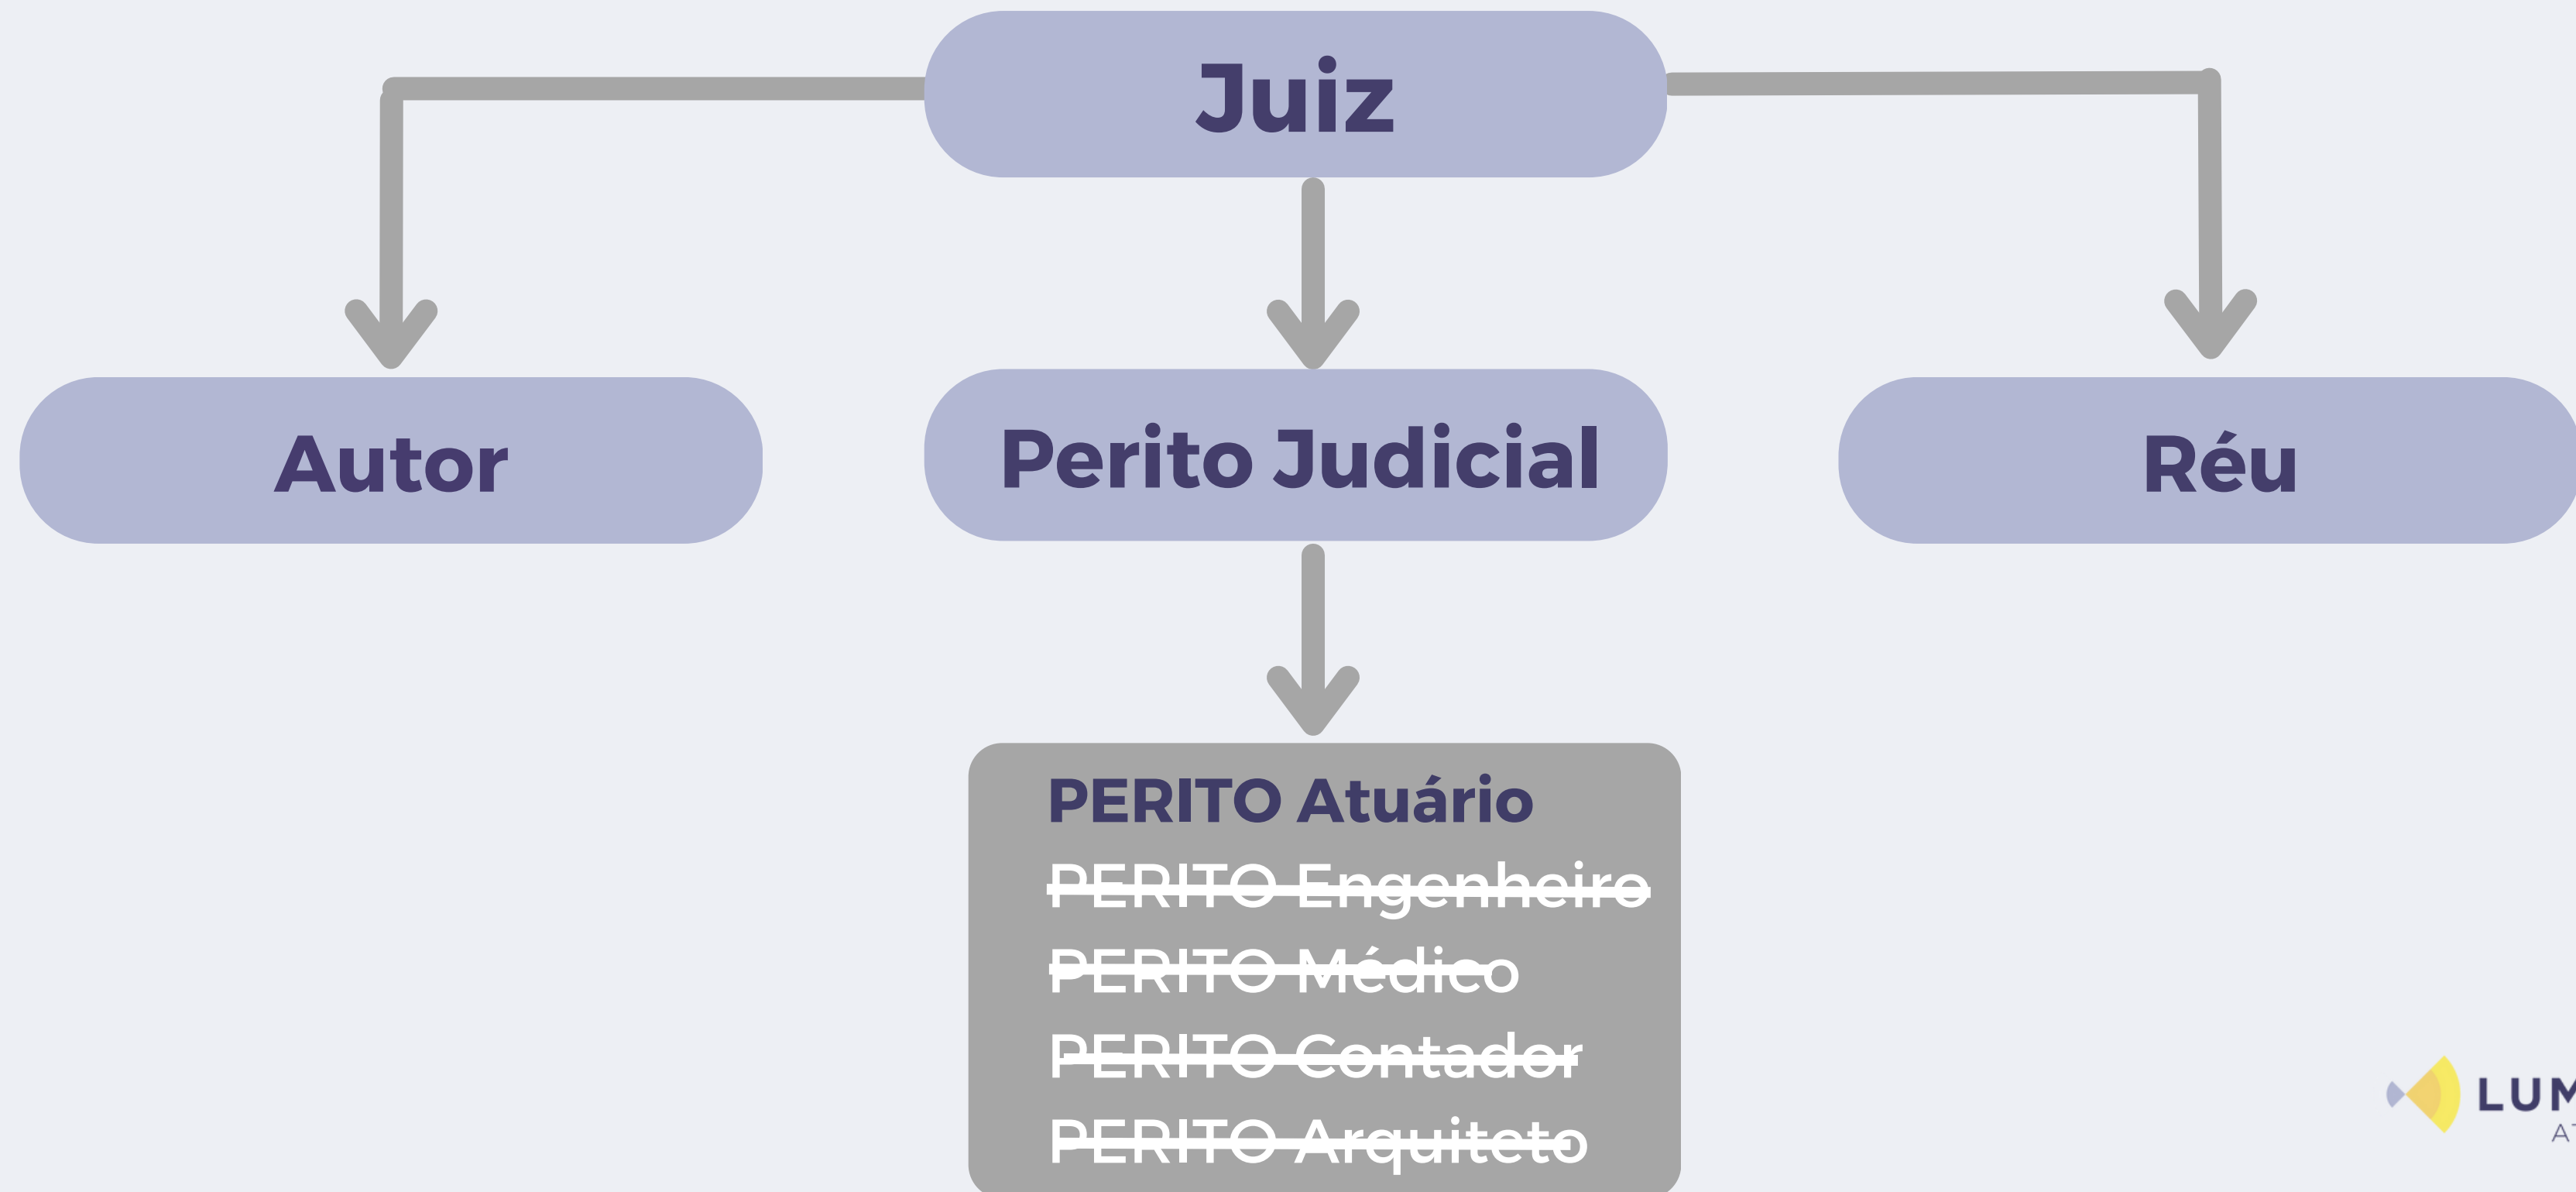 Juiz
Autor
Perito Judicial
Réu
PERITO Atuário
PERITO Engenheiro
PERITO Médico
PERITO Contador
PERITO Arquiteto